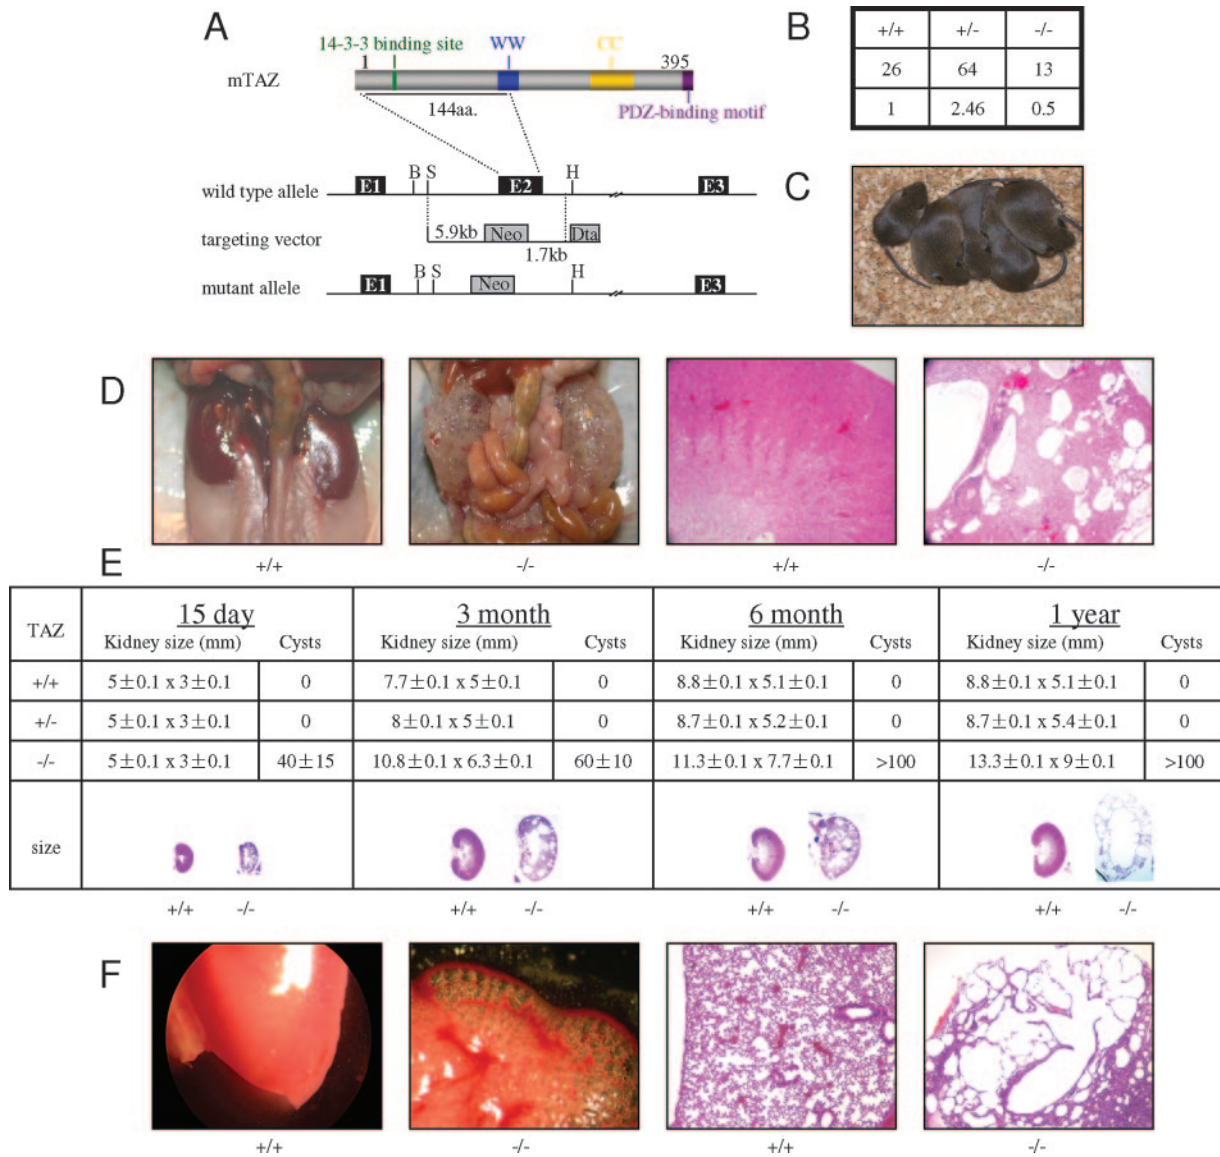 A
14-3-3 binding site
WW
CC
1
395
mTAZ
144aa.
PDZ-binding motif
B S H
wild type allele
E1 E2 E3
targeting vector
5.9kb Neo Dta
1.7kb
B S H
mutant allele
E1 Neo E3
B
+/+ +/- -/-
26 64 13
1 2.46 0.5
C
D
+/+ -/- +/+ -/-
E
TAZ 15 day 3 month 6 month 1 year
Kidney size (mm) Cysts Kidney size (mm) Cysts Kidney size (mm) Cysts Kidney size (mm) Cysts
+/+ 5±0.1 x 3±0.1 0 7.7±0.1 x 5±0.1 0 8.8±0.1 x 5.1±0.1 0 8.8±0.1 x 5.1±0.1 0
+/- 5±0.1 x 3±0.1 0 8±0.1 x 5±0.1 0 8.7±0.1 x 5.2±0.1 0 8.7±0.1 x 5.4±0.1 0
-/- 5±0.1 x 3±0.1 40±15 10.8±0.1 x 6.3±0.1 60±10 11.3±0.1 x 7.7±0.1 >100 13.3±0.1 x 9±0.1 >100
size
+/+ -/- +/+ -/- +/+ -/- +/+ -/-
F
+/+ -/- +/+ -/-